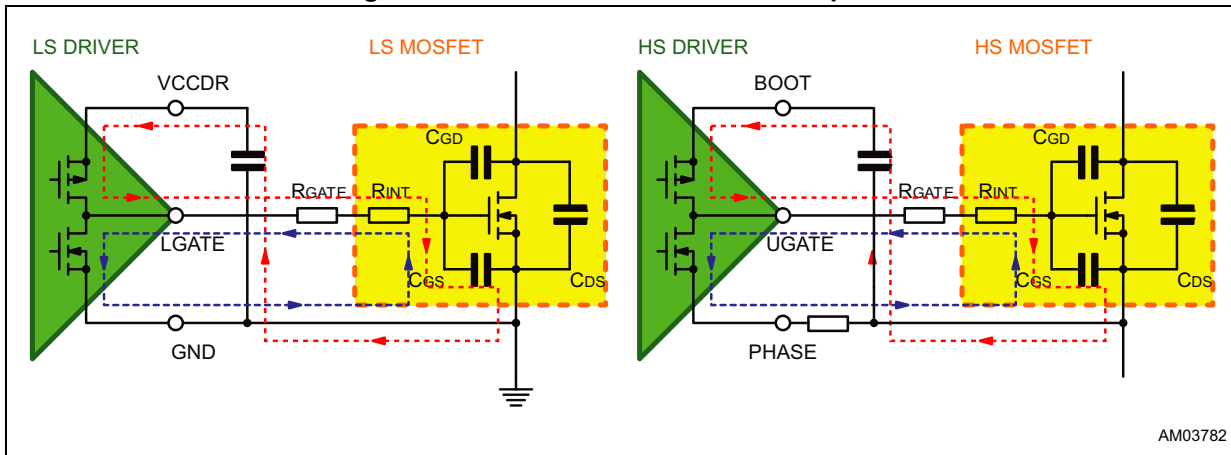 LS DRIVER
LS MOSFET
VCCDR
CGD
RGATE
RINT
LGATE
CGS
CDS
GND
HS DRIVER
HS MOSFET
BOOT
CGD
RGATE
RINT
UGATE
CGS
CDS
PHASE
AM03782